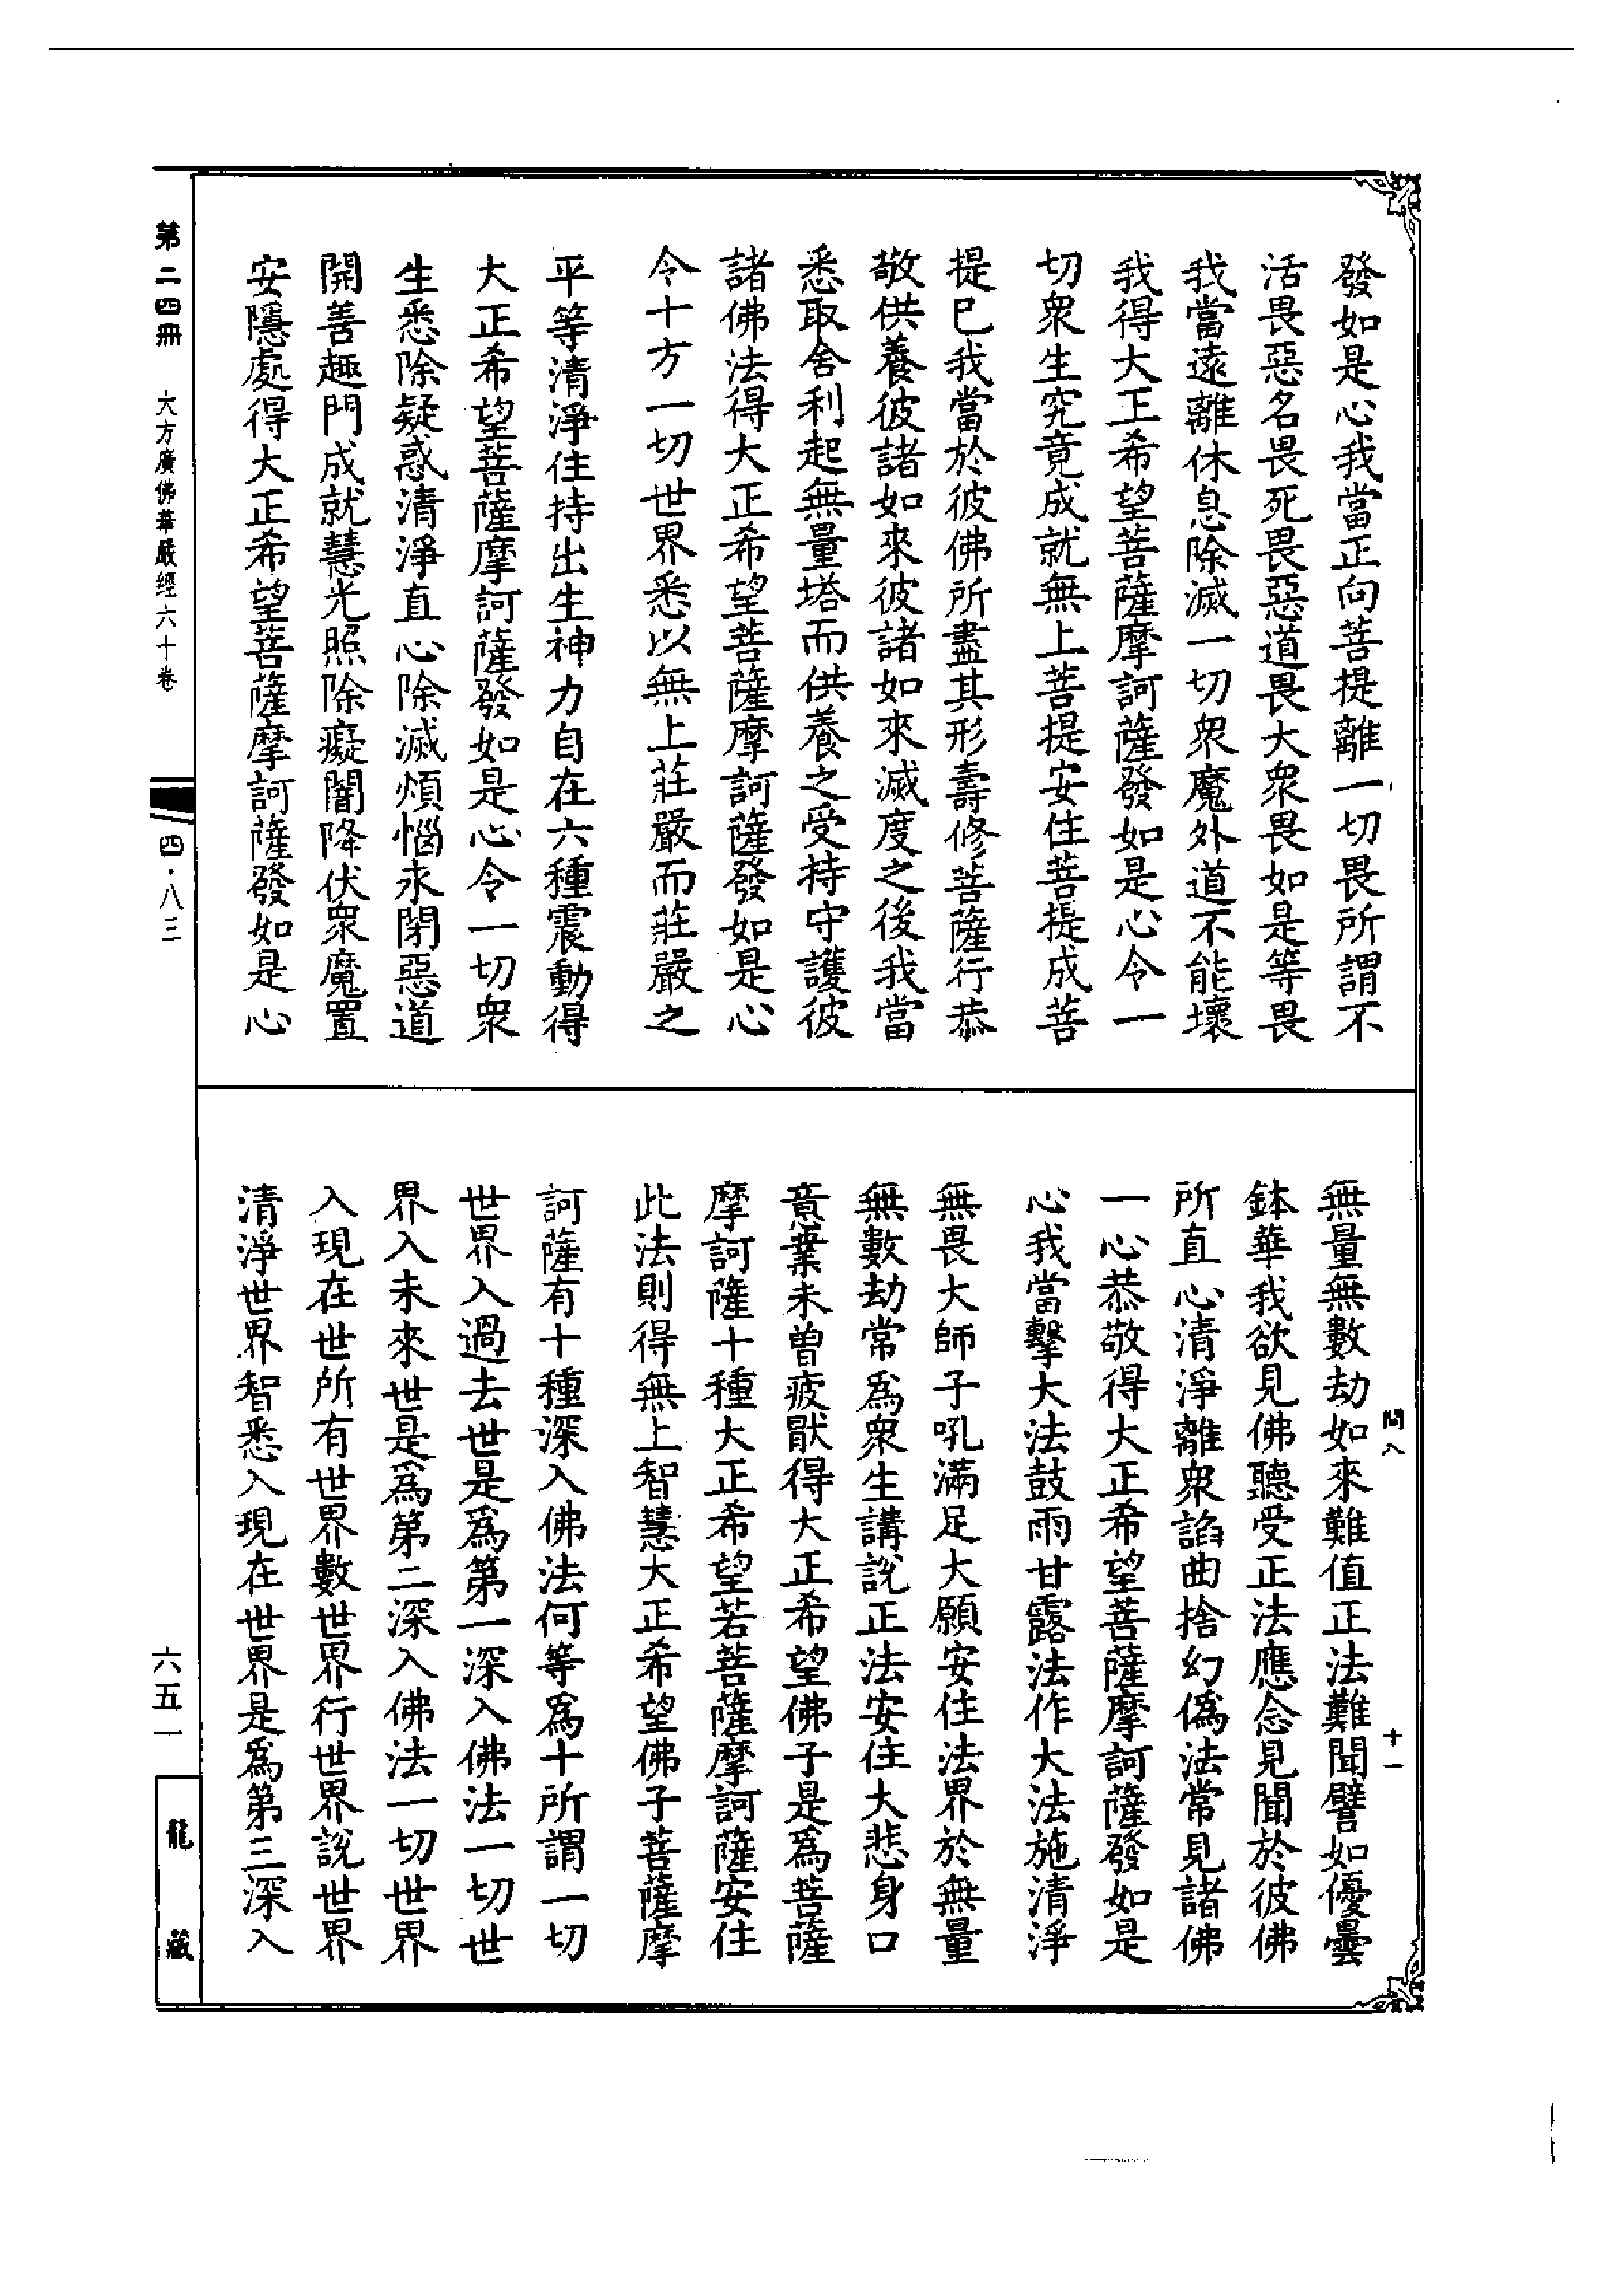 發如是心我當正向菩提離一切畏所謂不
活畏惡名畏死畏惡道畏大衆畏如是等畏
我當遠離休息除滅一切衆魔外道不能壞
我得大正希望菩薩摩訶薩發如是心令一
切衆生究竟成就無上菩提安住菩提成菩
提已我當於彼佛所盡其形壽修菩薩行恭
敬供養彼諸如來彼諸如來滅度之後我當
悉取舍利起無量塔而供養之受持守護彼
諸佛法得大正希望菩薩摩訶薩發如是心
令十方一切世界悉以無上莊嚴而莊嚴之
平等清淨住持出生神力自在六種震動得
大正希望菩薩摩訶薩發如是心令一切衆
生悉除疑惑清淨直心除滅煩惱永閉惡道
開善趣門成就慧光照除癡闇降伏衆魔置
安隱處得大正希望菩薩摩訶薩發如是心
無量無數劫如來難值正法難聞譬如優曇
鉢華我欲見佛聽受正法應念見聞於彼佛
所直心清淨離衆諂曲捨幻僞法常見諸佛
一心恭敬得大正希望菩薩摩訶薩發如是
心我當擊大法鼓雨甘露法作大法施清淨
無畏大師子吼滿足大願安住法界於無量
無數劫常爲衆生講說正法安住大悲身口
意業未曾疲猒得大正希望佛子是爲菩薩
摩訶薩十種大正希望若菩薩摩訶薩安住
此法則得無上智慧大正希望佛子菩薩摩
訶薩有十種深入佛法何等爲十所謂一切
世界入過去世是爲第一深入佛法一切世
界入未來世是爲第二深入佛法一切世界
入現在世所有世界數世界行世界說世界
清淨世界智悉入現在世界是爲第三深入
問八
十一
第二四冊
大方廣佛華嚴經六十卷
四·八三
六五一
龍藏